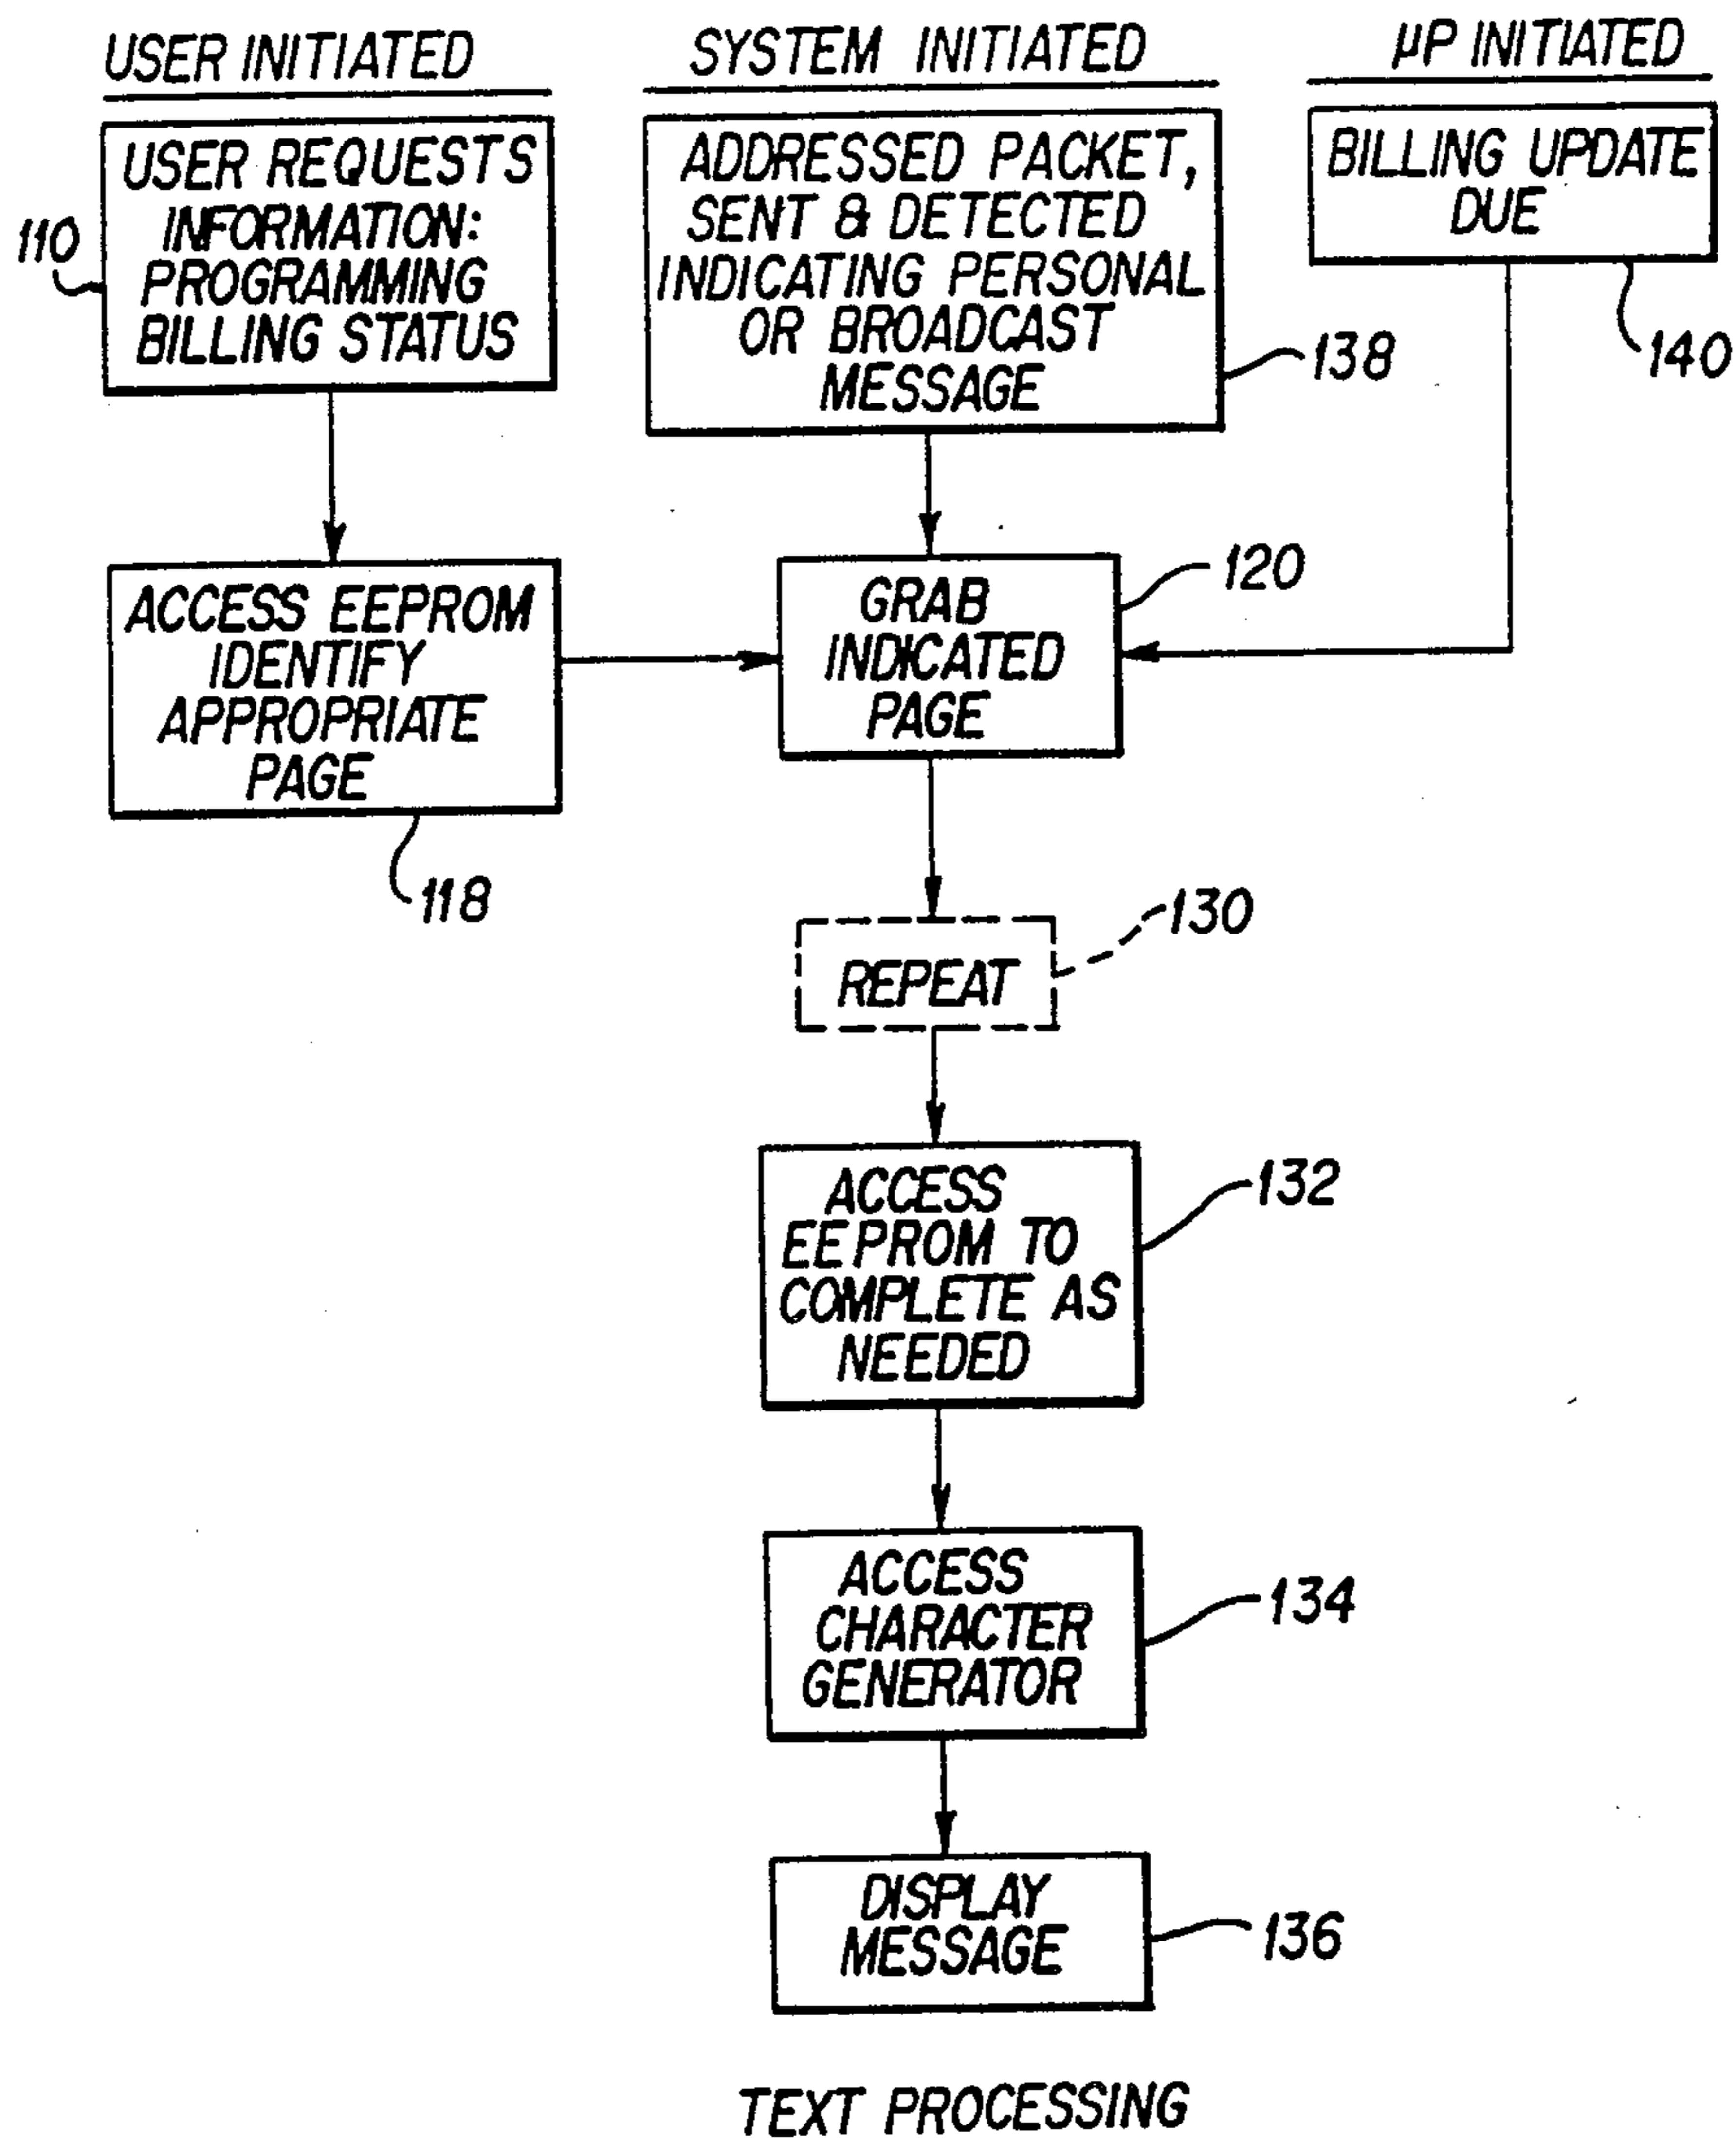 USER INITIATED
USER REQUESTS
INFORMATION:
PROGRAMMING
BILLING STATUS
110
SYSTEM INITIATED
ADDRESSED PACKET,
SENT & DETECTED
INDICATING PERSONAL
OR BROADCAST
MESSAGE
138
µP INITIATED
BILLING UPDATE
DUE
140
ACCESS EEPROM
IDENTIFY
APPROPRIATE
PAGE
118
GRAB
INDICATED
PAGE
120
REPEAT
130
ACCESS
EEPROM TO
COMPLETE AS
NEEDED
132
ACCESS
CHARACTER
GENERATOR
134
DISPLAY
MESSAGE
136
TEXT PROCESSING